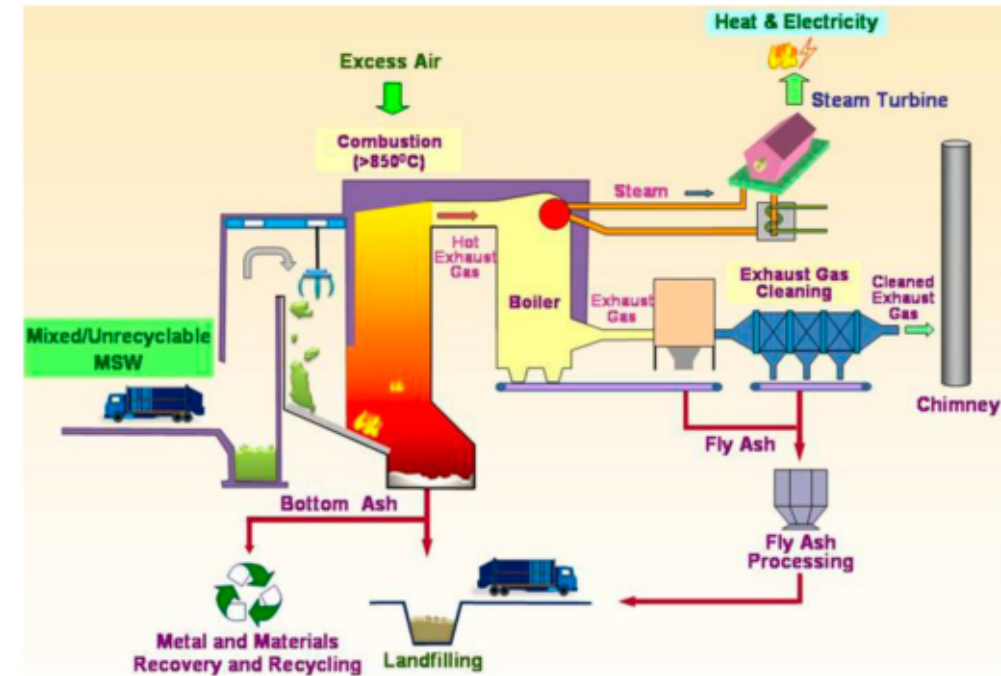 Heat & Electricity
Excess Air
Steam Turbine
Combustion
(>850⁰C)
Steam
Hot
Exhaust
Gas
Boiler
Exhaust
Gas
Exhaust Gas
Cleaning
Cleaned
Exhaust
Gas
Mixed/Unrecyclable
MSW
Chimney
Fly Ash
Bottom Ash
Fly Ash
Processing
Metal and Materials
Recovery and Recycling
Landfilling